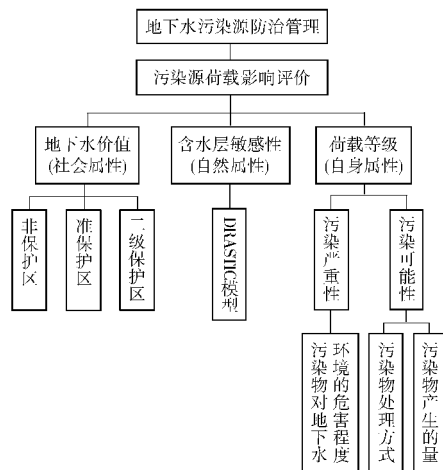 地下水污染源防治管理
污染源荷载影响评价
地下水价值
(社会属性)
含水层敏感性
(自然属性)
荷载等级
(自身属性)
非保护区
准保护区
二级保护区
DRASTIC模型
污染严重性
污染可能性
污染物对地下水
环境的危害程度
污染物处理方式
污染物产生的量